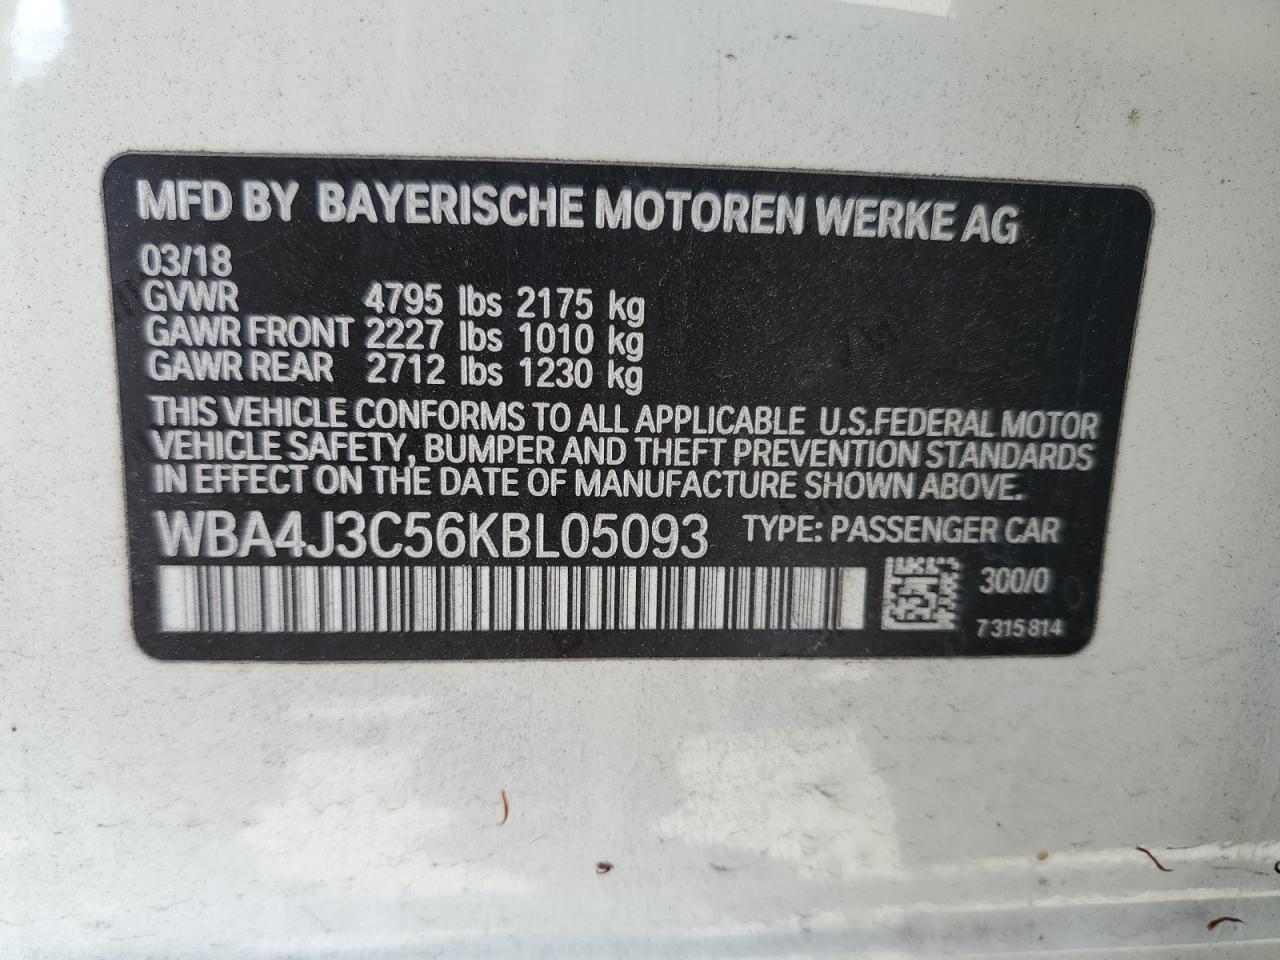 MFD BY BAYERISCHE MOTOREN WERKE AG
03/18
GVWR 4795 lbs 2175 kg
GAWR FRONT 2227 lbs 1010 kg
GAWR REAR 2712 lbs 1230 kg
THIS VEHICLE CONFORMS TO ALL APPLICABLE U.S.FEDERAL MOTOR
VEHICLE SAFETY, BUMPER AND THEFT PREVENTION STANDARDS
IN EFFECT ON THE DATE OF MANUFACTURE SHOWN ABOVE.
WBA4J3C56KBL05093 TYPE: PASSENGER CAR
300/0
7 315 814